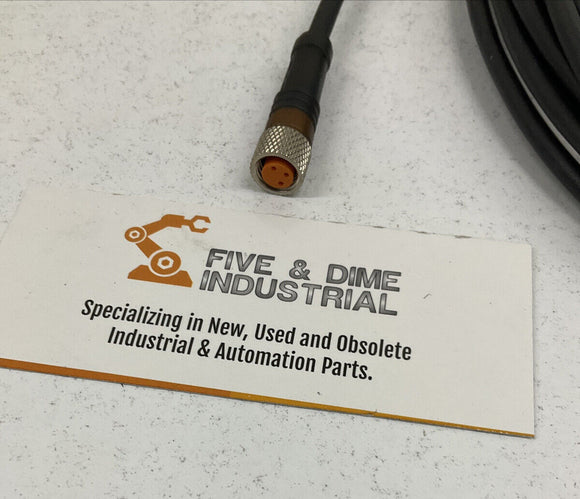 FIVE & DIME
INDUSTRIAL
Specializing in New, Used and Obsolete
Industrial & Automation Parts.